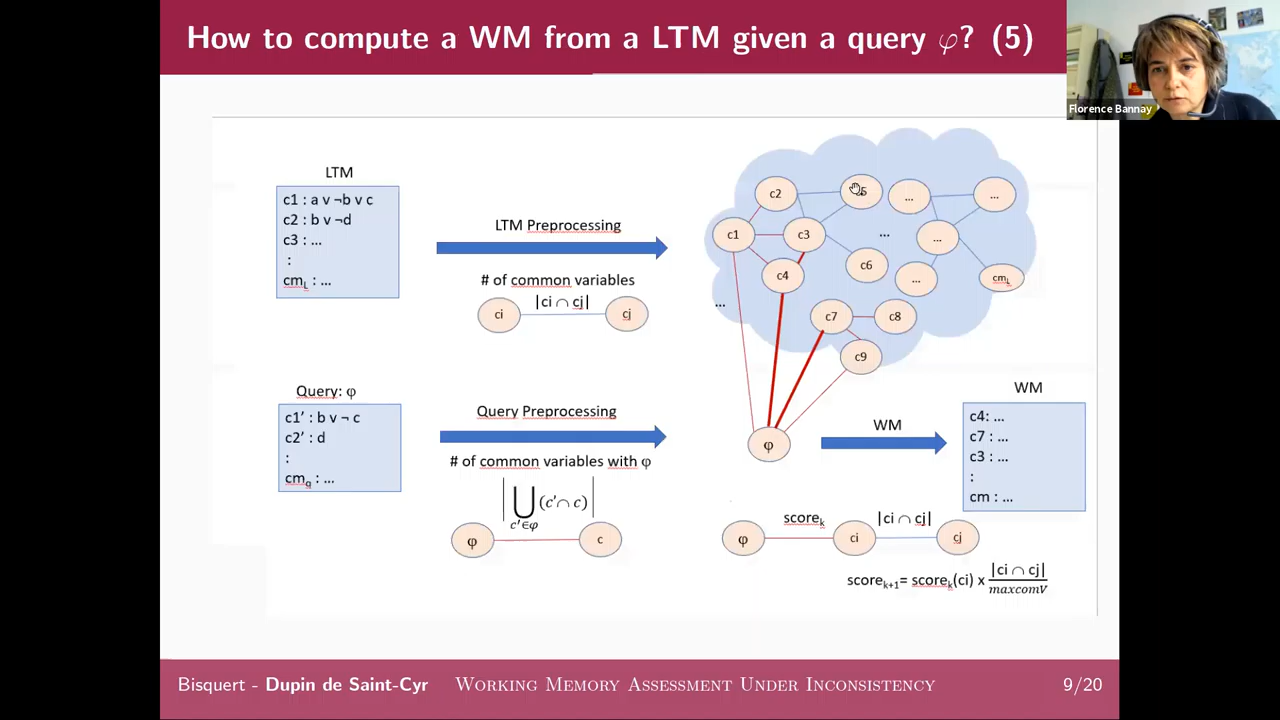 How to compute a WM from a LTM given a query φ? (5)
Florence Bannay
LTM
c1 : a v ¬b v c
c2 : b v ¬d
c3 : ...
:
cm_L : ...
LTM Preprocessing
# of common variables
|ci ∩ cj|
ci
cj
c2
...
...
c1
c3
...
...
c4
c6
...
cm_L
...
c7
c8
c9
Query: φ
c1’ : b v ¬ c
c2’ : d
:
cm_Q : ...
Query Preprocessing
# of common variables with φ
|⋃ (c'∩ c)|
c'∈φ
φ
c
φ
WM
WM
c4: ...
c7 : ...
c3 : ...
:
cm : ...
score_k
|ci ∩ cj|
φ
ci
cj
score_k+1= score_k(ci) x |ci ∩ cj|
maxcomV
Bisquert - Dupin de Saint-Cyr Working Memory Assessment Under Inconsistency 9/20